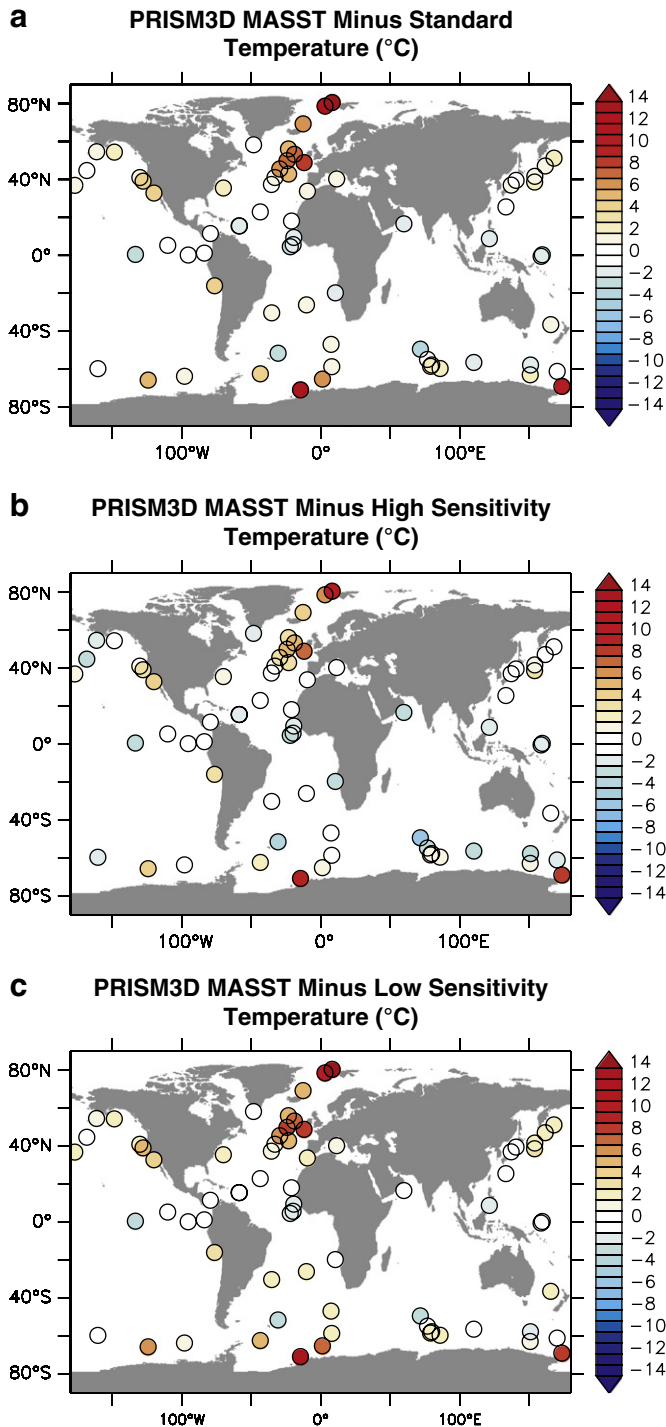 a
PRISM3D MASST Minus Standard
Temperature (°C)
80°N
40°N
0°
40°S
80°S
100°W
0°
100°E
14
12
10
8
6
4
2
0
−2
−4
−6
−8
−10
−12
−14
b
PRISM3D MASST Minus High Sensitivity
Temperature (°C)
80°N
40°N
0°
40°S
80°S
100°W
0°
100°E
14
12
10
8
6
4
2
0
−2
−4
−6
−8
−10
−12
−14
c
PRISM3D MASST Minus Low Sensitivity
Temperature (°C)
80°N
40°N
0°
40°S
80°S
100°W
0°
100°E
14
12
10
8
6
4
2
0
−2
−4
−6
−8
−10
−12
−14